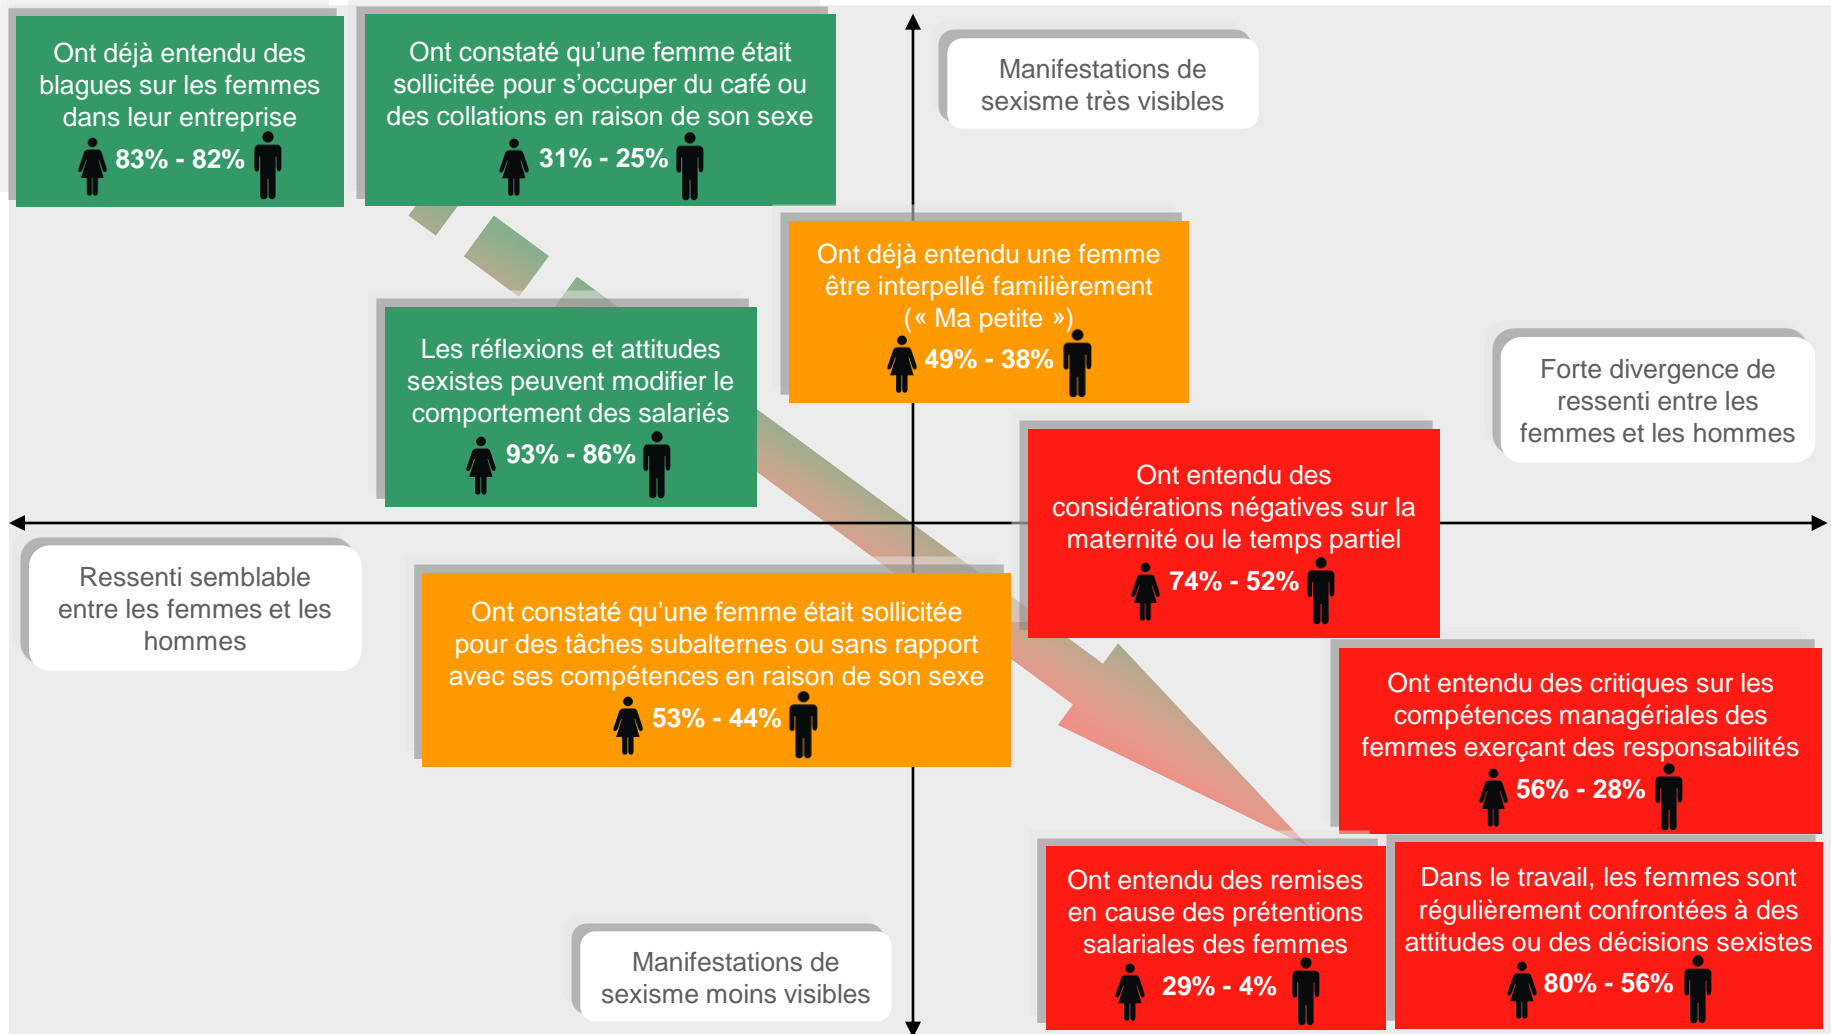 Ont déjà entendu des
blagues sur les femmes
dans leur entreprise
83% - 82%
Ont constaté qu’une femme était
sollicitée pour s’occuper du café ou
des collations en raison de son sexe
31% - 25%
Manifestations de
sexisme très visibles
Ont déjà entendu une femme
être interpellé familièrement
(« Ma petite »)
49% - 38%
Les réflexions et attitudes
sexistes peuvent modifier le
comportement des salariés
93% - 86%
Forte divergence de
ressenti entre les
femmes et les hommes
Ont entendu des
considérations négatives sur la
maternité ou le temps partiel
74% - 52%
Ressenti semblable
entre les femmes et les
hommes
Ont constaté qu’une femme était sollicitée
pour des tâches subalternes ou sans rapport
avec ses compétences en raison de son sexe
53% - 44%
Ont entendu des critiques sur les
compétences managériales des
femmes exerçant des responsabilités
56% - 28%
Ont entendu des remises
en cause des prétentions
salariales des femmes
29% - 4%
Dans le travail, les femmes sont
régulièrement confrontées à des
attitudes ou des décisions sexistes
80% - 56%
Manifestations de
sexisme moins visibles